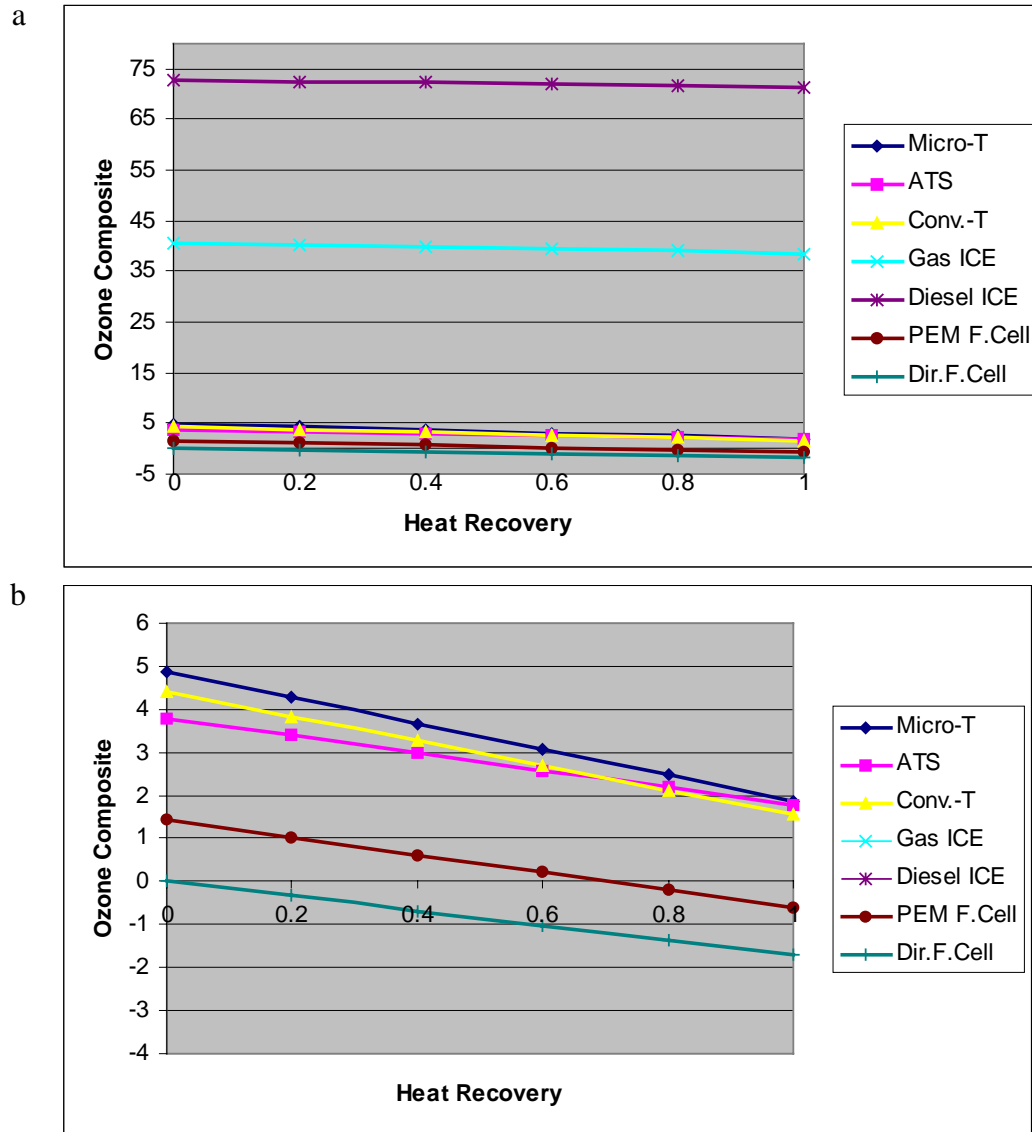 a
75
65
55
45
35
25
15
5
-5
0
0.2
0.4
0.6
0.8
1
Ozone Composite
Heat Recovery
Micro-T
ATS
Conv.-T
Gas ICE
Diesel ICE
PEM F.Cell
Dir.F.Cell
b
6
5
4
3
2
1
0
-1
-2
-3
-4
0
0.2
0.4
0.6
0.8
1
Ozone Composite
Heat Recovery
Micro-T
ATS
Conv.-T
Gas ICE
Diesel ICE
PEM F.Cell
Dir.F.Cell